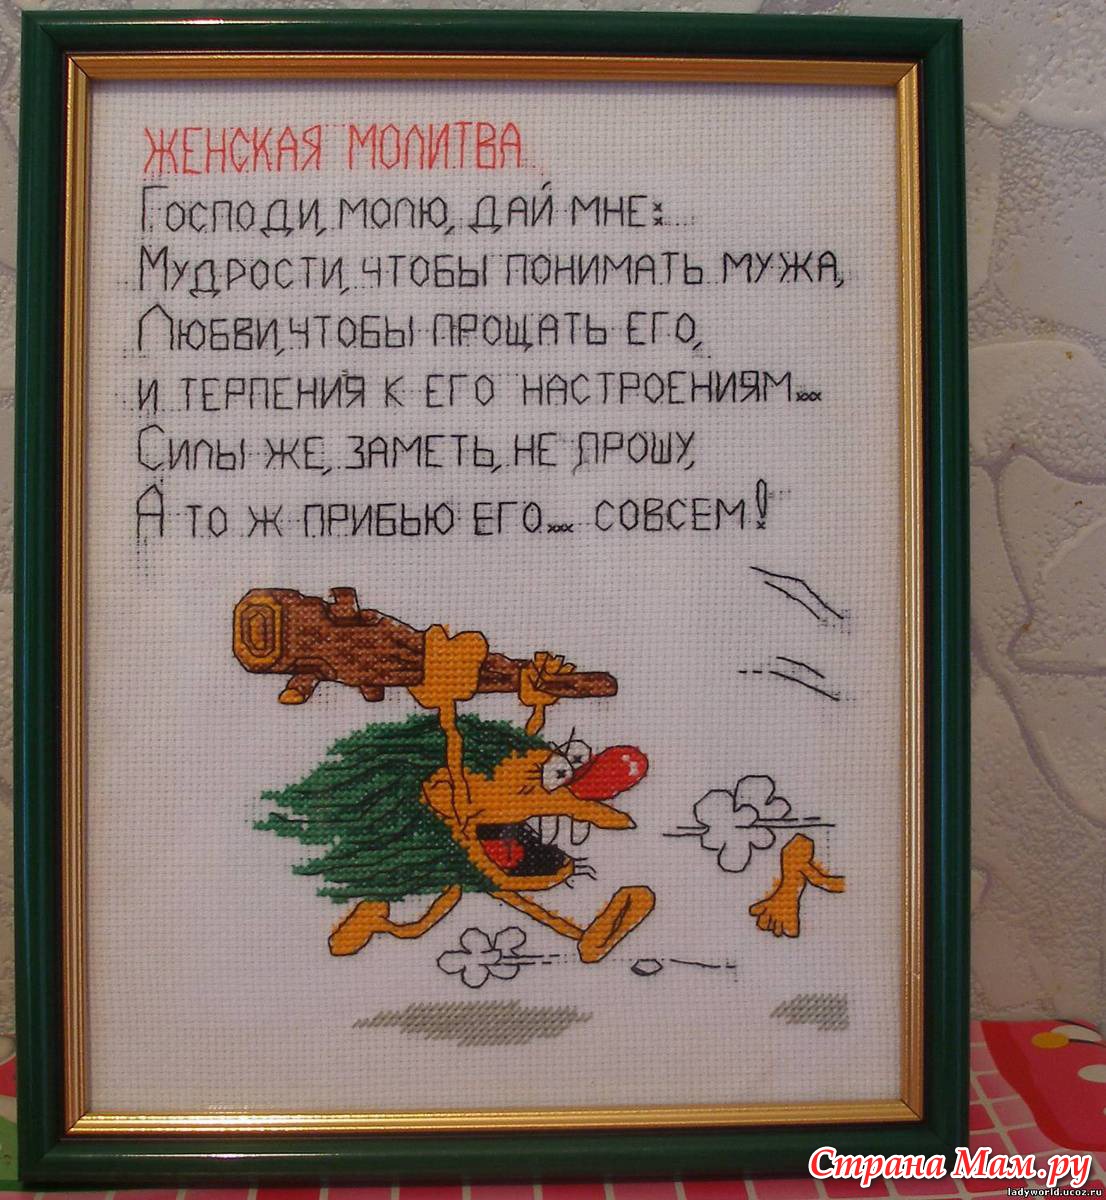 ЖЕНСКАЯ МОЛИТВА
ГОСПОДИ, МОЛЮ, ДАЙ МНЕ:
МУДРОСТИ, ЧТОБЫ ПОНИМАТЬ МУЖА,
ЛЮБВИ, ЧТОБЫ ПРОЩАТЬ ЕГО,
И ТЕРПЕНИЯ К ЕГО НАСТРОЕНИЯМ...
СИЛЫ ЖЕ, ЗАМЕТЬ, НЕ ПРОШУ,
А ТО Ж ПРИБЬЮ ЕГО... СОВСЕМ!
Страна Мам.ру
ladyworld.ucoz.ru